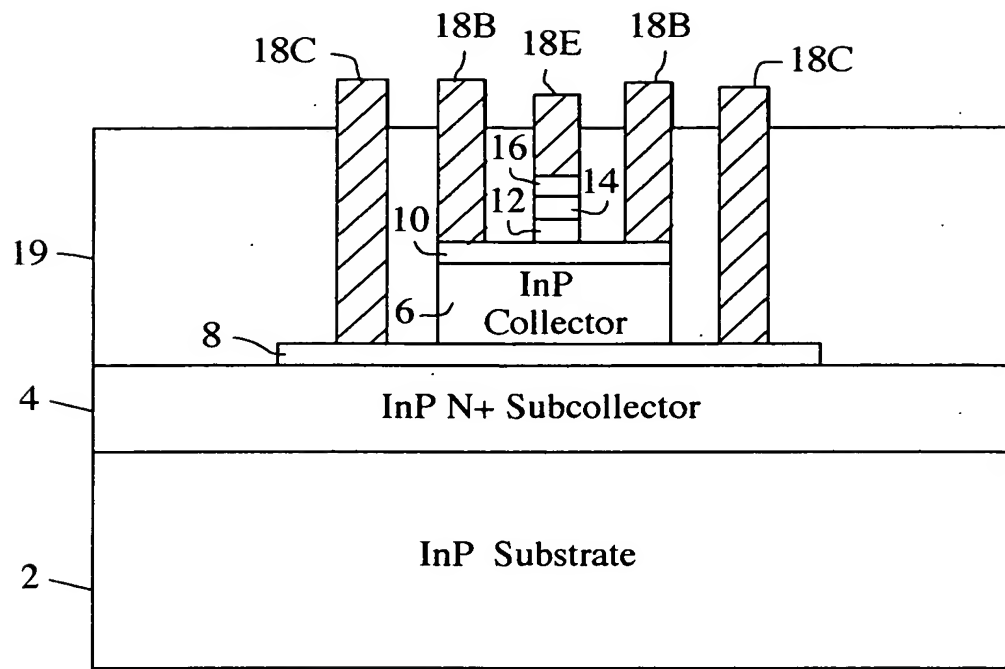 18C
18B
18E
18B
18C
16
14
12
10
19
InP
6
Collector
8
4
InP N+ Subcollector
InP Substrate
2